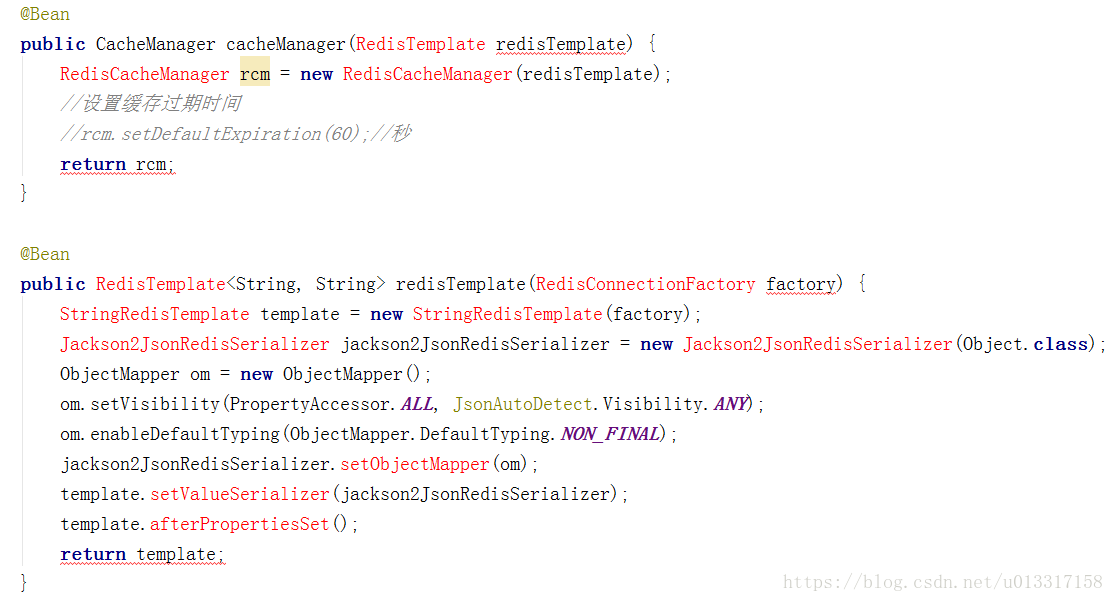 @Bean
public CacheManager cacheManager(RedisTemplate redisTemplate) {
    RedisCacheManager rcm = new RedisCacheManager(redisTemplate);
    //设置缓存过期时间
    //rcm.setDefaultExpiration(60);//秒
    return rcm;
}
@Bean
public RedisTemplate<String, String> redisTemplate(RedisConnectionFactory factory) {
    StringRedisTemplate template = new StringRedisTemplate(factory);
    Jackson2JsonRedisSerializer jackson2JsonRedisSerializer = new Jackson2JsonRedisSerializer(Object.class);
    ObjectMapper om = new ObjectMapper();
    om.setVisibility(PropertyAccessor.ALL, JsonAutoDetect.Visibility.ANY);
    om.enableDefaultTyping(ObjectMapper.DefaultTyping.NON_FINAL);
    jackson2JsonRedisSerializer.setObjectMapper(om);
    template.setValueSerializer(jackson2JsonRedisSerializer);
    template.afterPropertiesSet();
    return template;
}
https://blog.csdn.net/u013317158